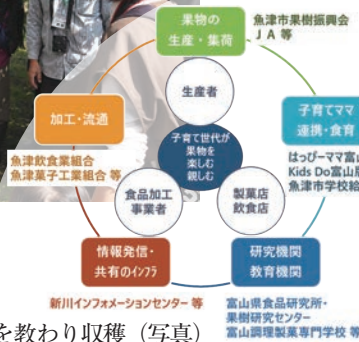 果物の
生産・集荷
魚津市果樹振興会
ＪＡ 等
生産者
加工・流通
子育てママ
連携・食育
子育て世代が
果物を
楽しむ
親しむ
魚津飲食業組合
魚津菓子工業組合 等
はっぴーママ富山
Kids Do富山
魚津市学校給
食品加工
事業者
製菓店
飲食店
情報発信・
共有のインフラ
研究機関
教育機関
新川インフォメーションセンター 等
富山県食品研究所・
果樹研究センター
富山調理製菓専門学校 等
を教わり収穫（写真）